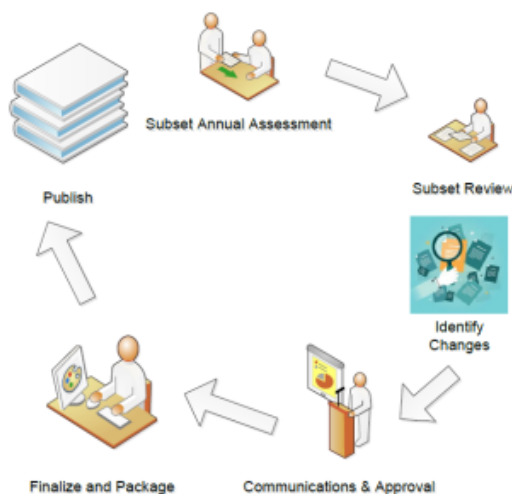 Subset Annual Assessment
Subset Review
Publish
Identify
Changes
Finalize and Package
Communications & Approval